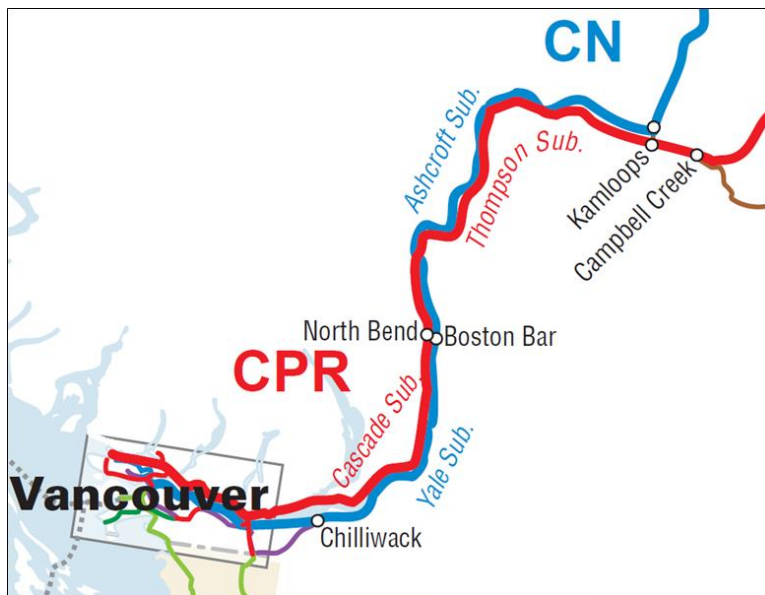 CN
Ashcroft Sub.
Thompson Sub.
Kamloops
Campbell Creek
North Bend
Boston Bar
CPR
Cascade Sub.
Yale Sub.
Vancouver
Chilliwack